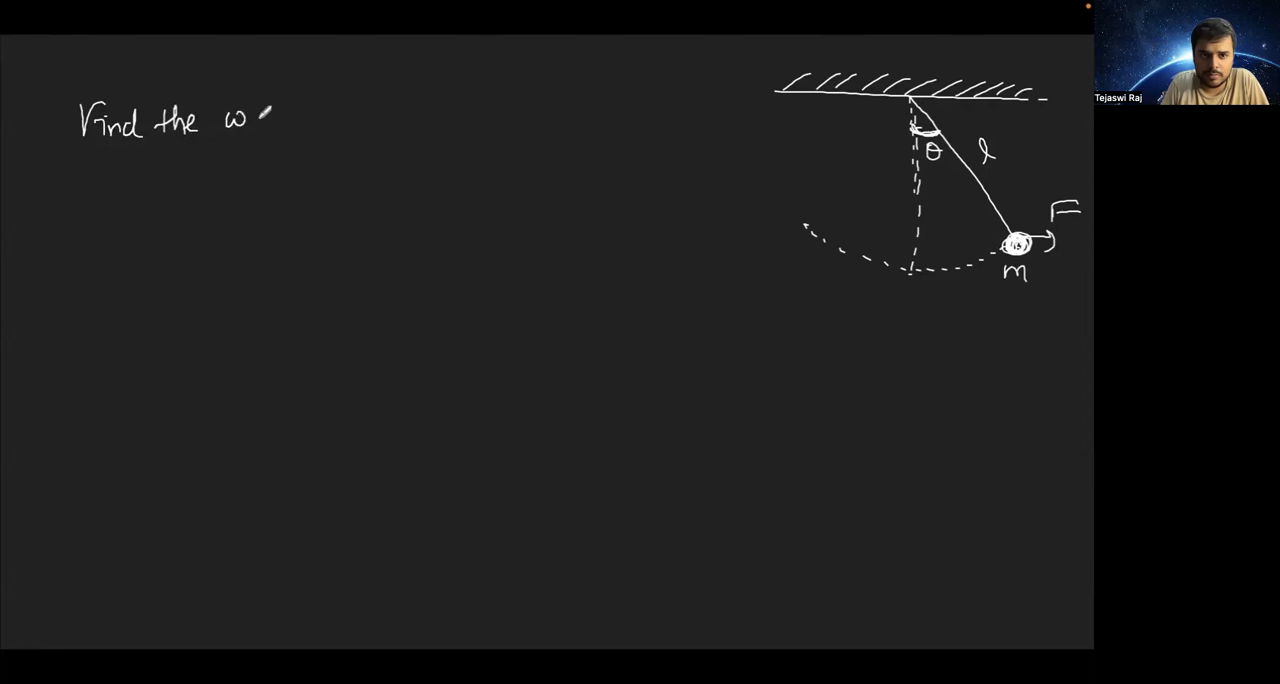 Find the w
θ
l
F
m
Tejaswi Raj